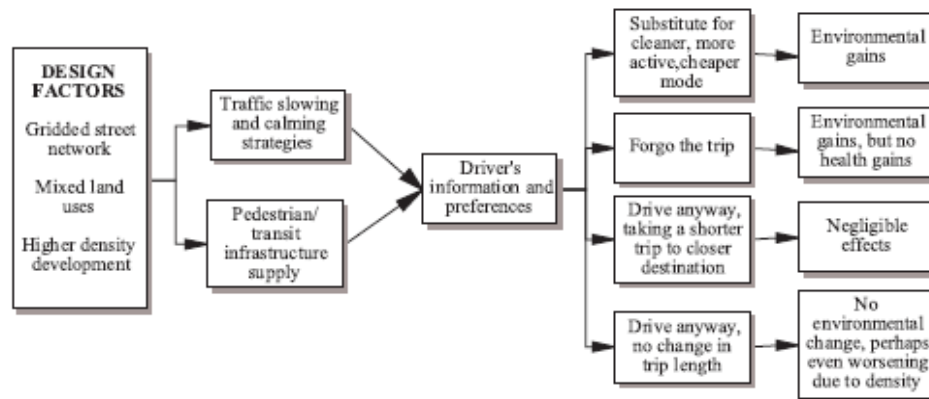 DESIGN
FACTORS
Gridded street
network
Mixed land
uses
Higher density
development
Traffic slowing
and calming
strategies
Pedestrian/
transit
infrastructure
supply
Driver's
information and
preferences
Substitute for
cleaner, more
active,cheaper
mode
Environmental
gains
Forgo the trip
Environmental
gains, but no
health gains
Drive anyway,
taking a shorter
trip to closer
destination
Negligible
effects
Drive anyway,
no change in
trip length
No
environmental
change, perhaps
even worsening
due to density